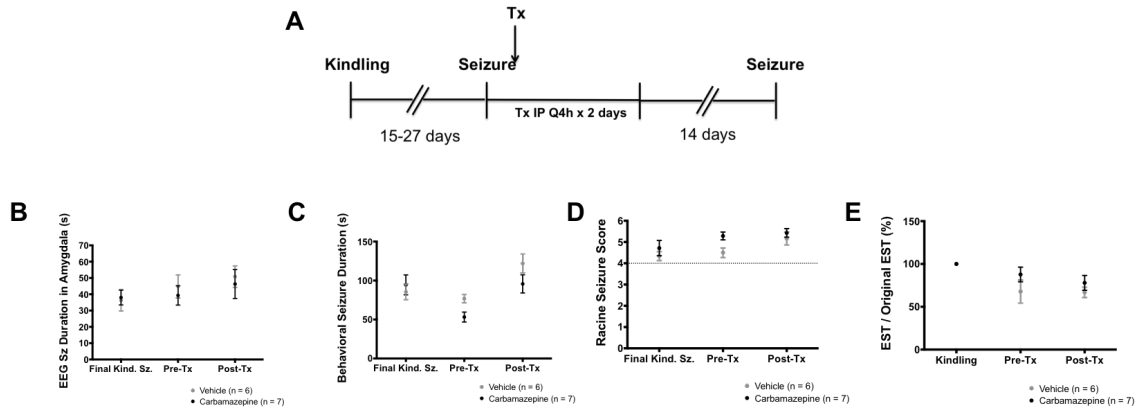 A
Tx
Kindling
Seizure
Seizure
Tx IP Q4h x 2 days
15-27 days
14 days
B
EEG Sz Duration in Amygdala (s)
70
60
50
40
30
20
10
0
Final Kind. Sz.
Pre-Tx
Post-Tx
Vehicle (n = 6)
Carbamazepine (n = 7)
C
Behavioral Seizure Duration (s)
150
100
50
0
Final Kind. Sz.
Pre-Tx
Post-Tx
Vehicle (n = 6)
Carbamazepine (n = 7)
D
Racine Seizure Score
6
5
4
3
2
1
0
Final Kind. Sz.
Pre-Tx
Post-Tx
Vehicle (n = 6)
Carbamazepine (n = 7)
E
EST / Original EST (%)
150
100
50
0
Kindling
Pre-Tx
Post-Tx
Vehicle (n = 6)
Carbamazepine (n = 7)